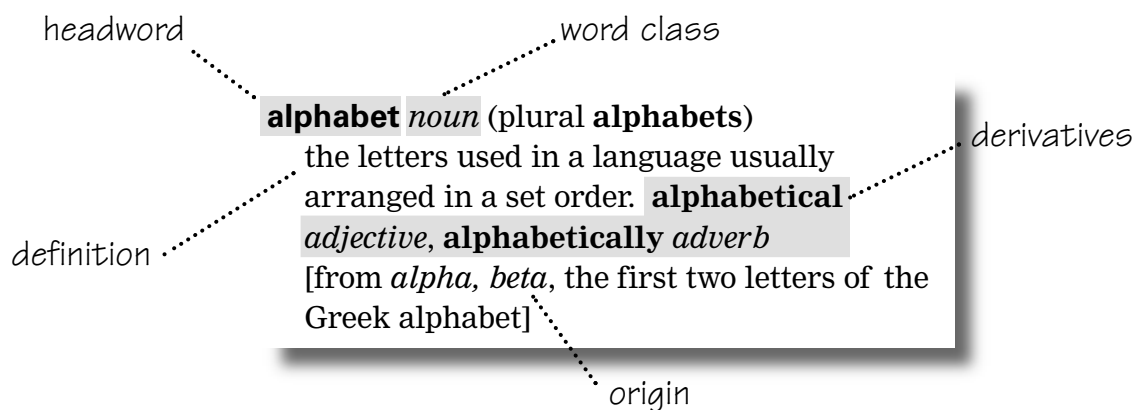 headword
word class
alphabet noun (plural alphabets)
derivatives
the letters used in a language usually
arranged in a set order. alphabetical
adjective, alphabetically adverb
definition
[from alpha, beta, the first two letters of the
Greek alphabet]
origin